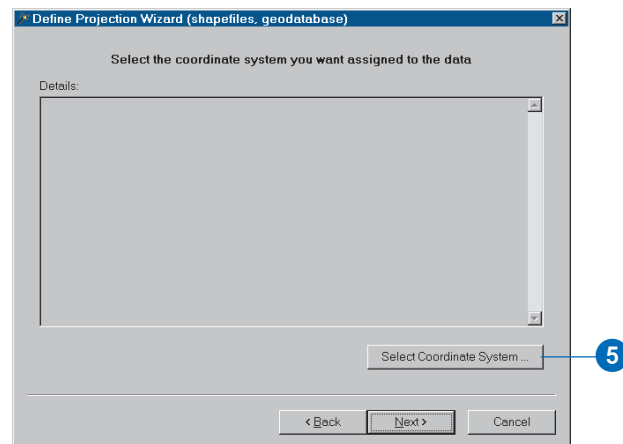 Define Projection Wizard (shapefiles, geodatabase)
Select the coordinate system you want assigned to the data
Details:
Select Coordinate System ...
5
< Back Next > Cancel